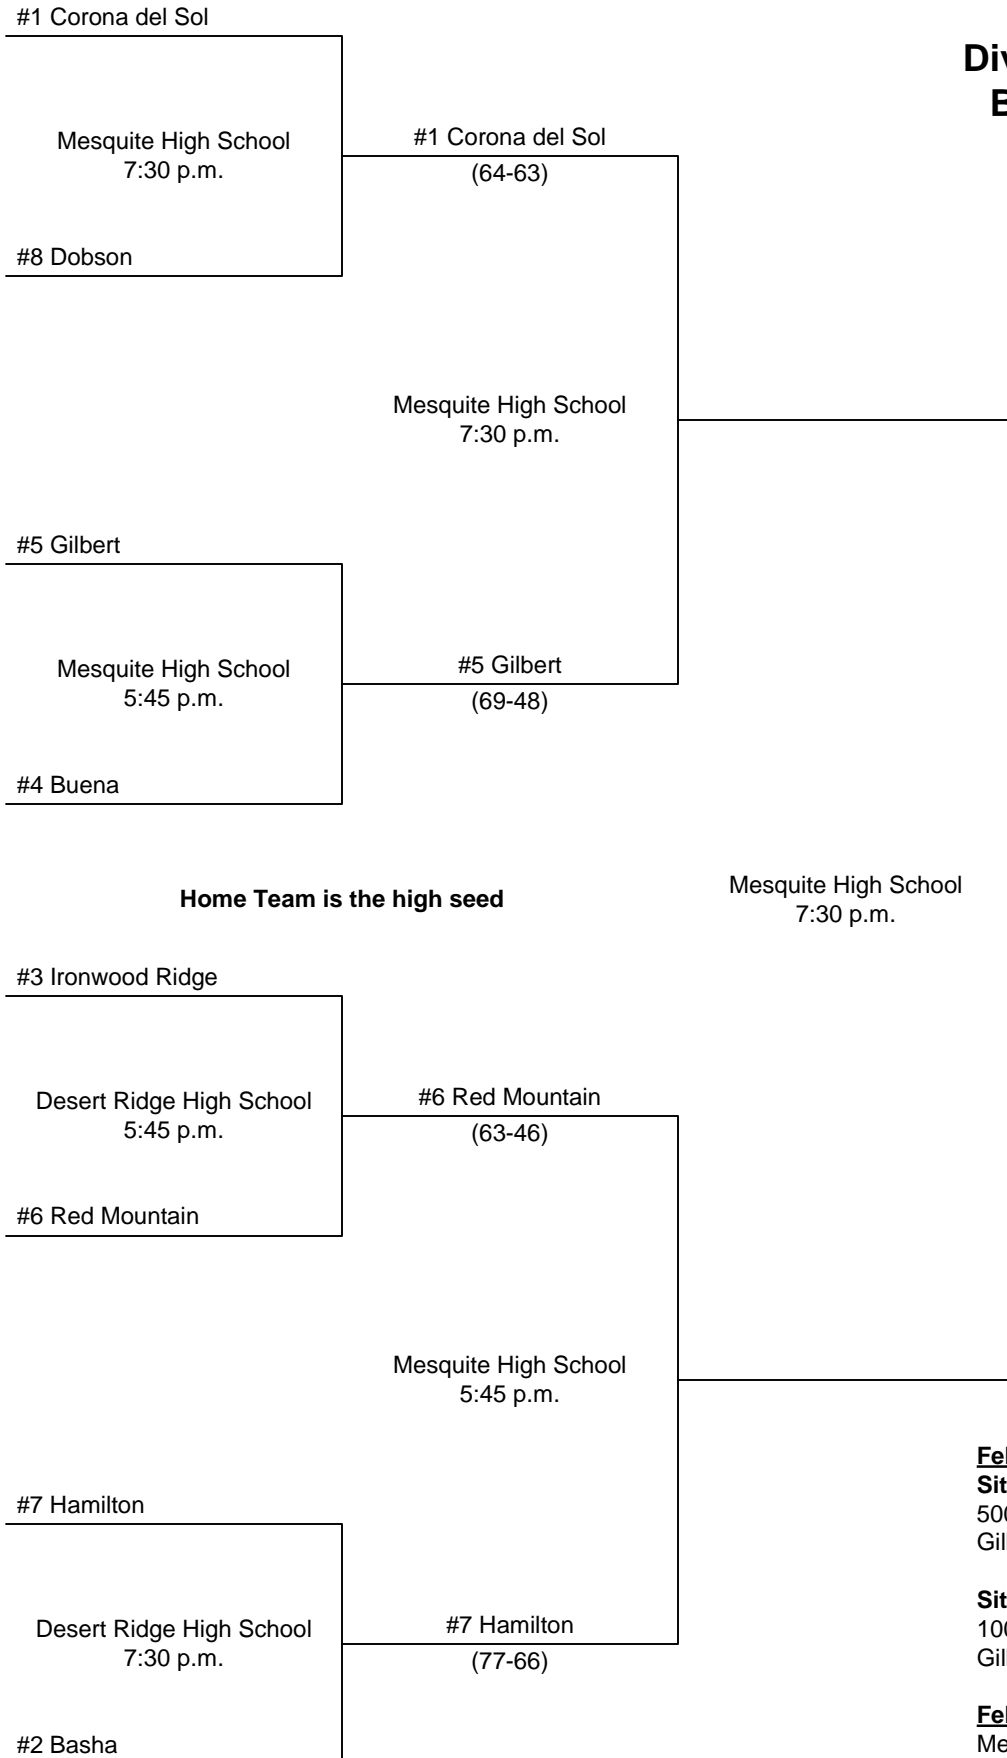 #1 Corona del Sol
Mesquite High School
7:30 p.m.
#1 Corona del Sol
(64-63)
#8 Dobson
Mesquite High School
7:30 p.m.
#5 Gilbert
Mesquite High School
5:45 p.m.
#5 Gilbert
(69-48)
#4 Buena
Home Team is the high seed
Mesquite High School
7:30 p.m.
#3 Ironwood Ridge
Desert Ridge High School
5:45 p.m.
#6 Red Mountain
(63-46)
#6 Red Mountain
Mesquite High School
5:45 p.m.
#7 Hamilton
Desert Ridge High School
7:30 p.m.
#7 Hamilton
(77-66)
#2 Basha